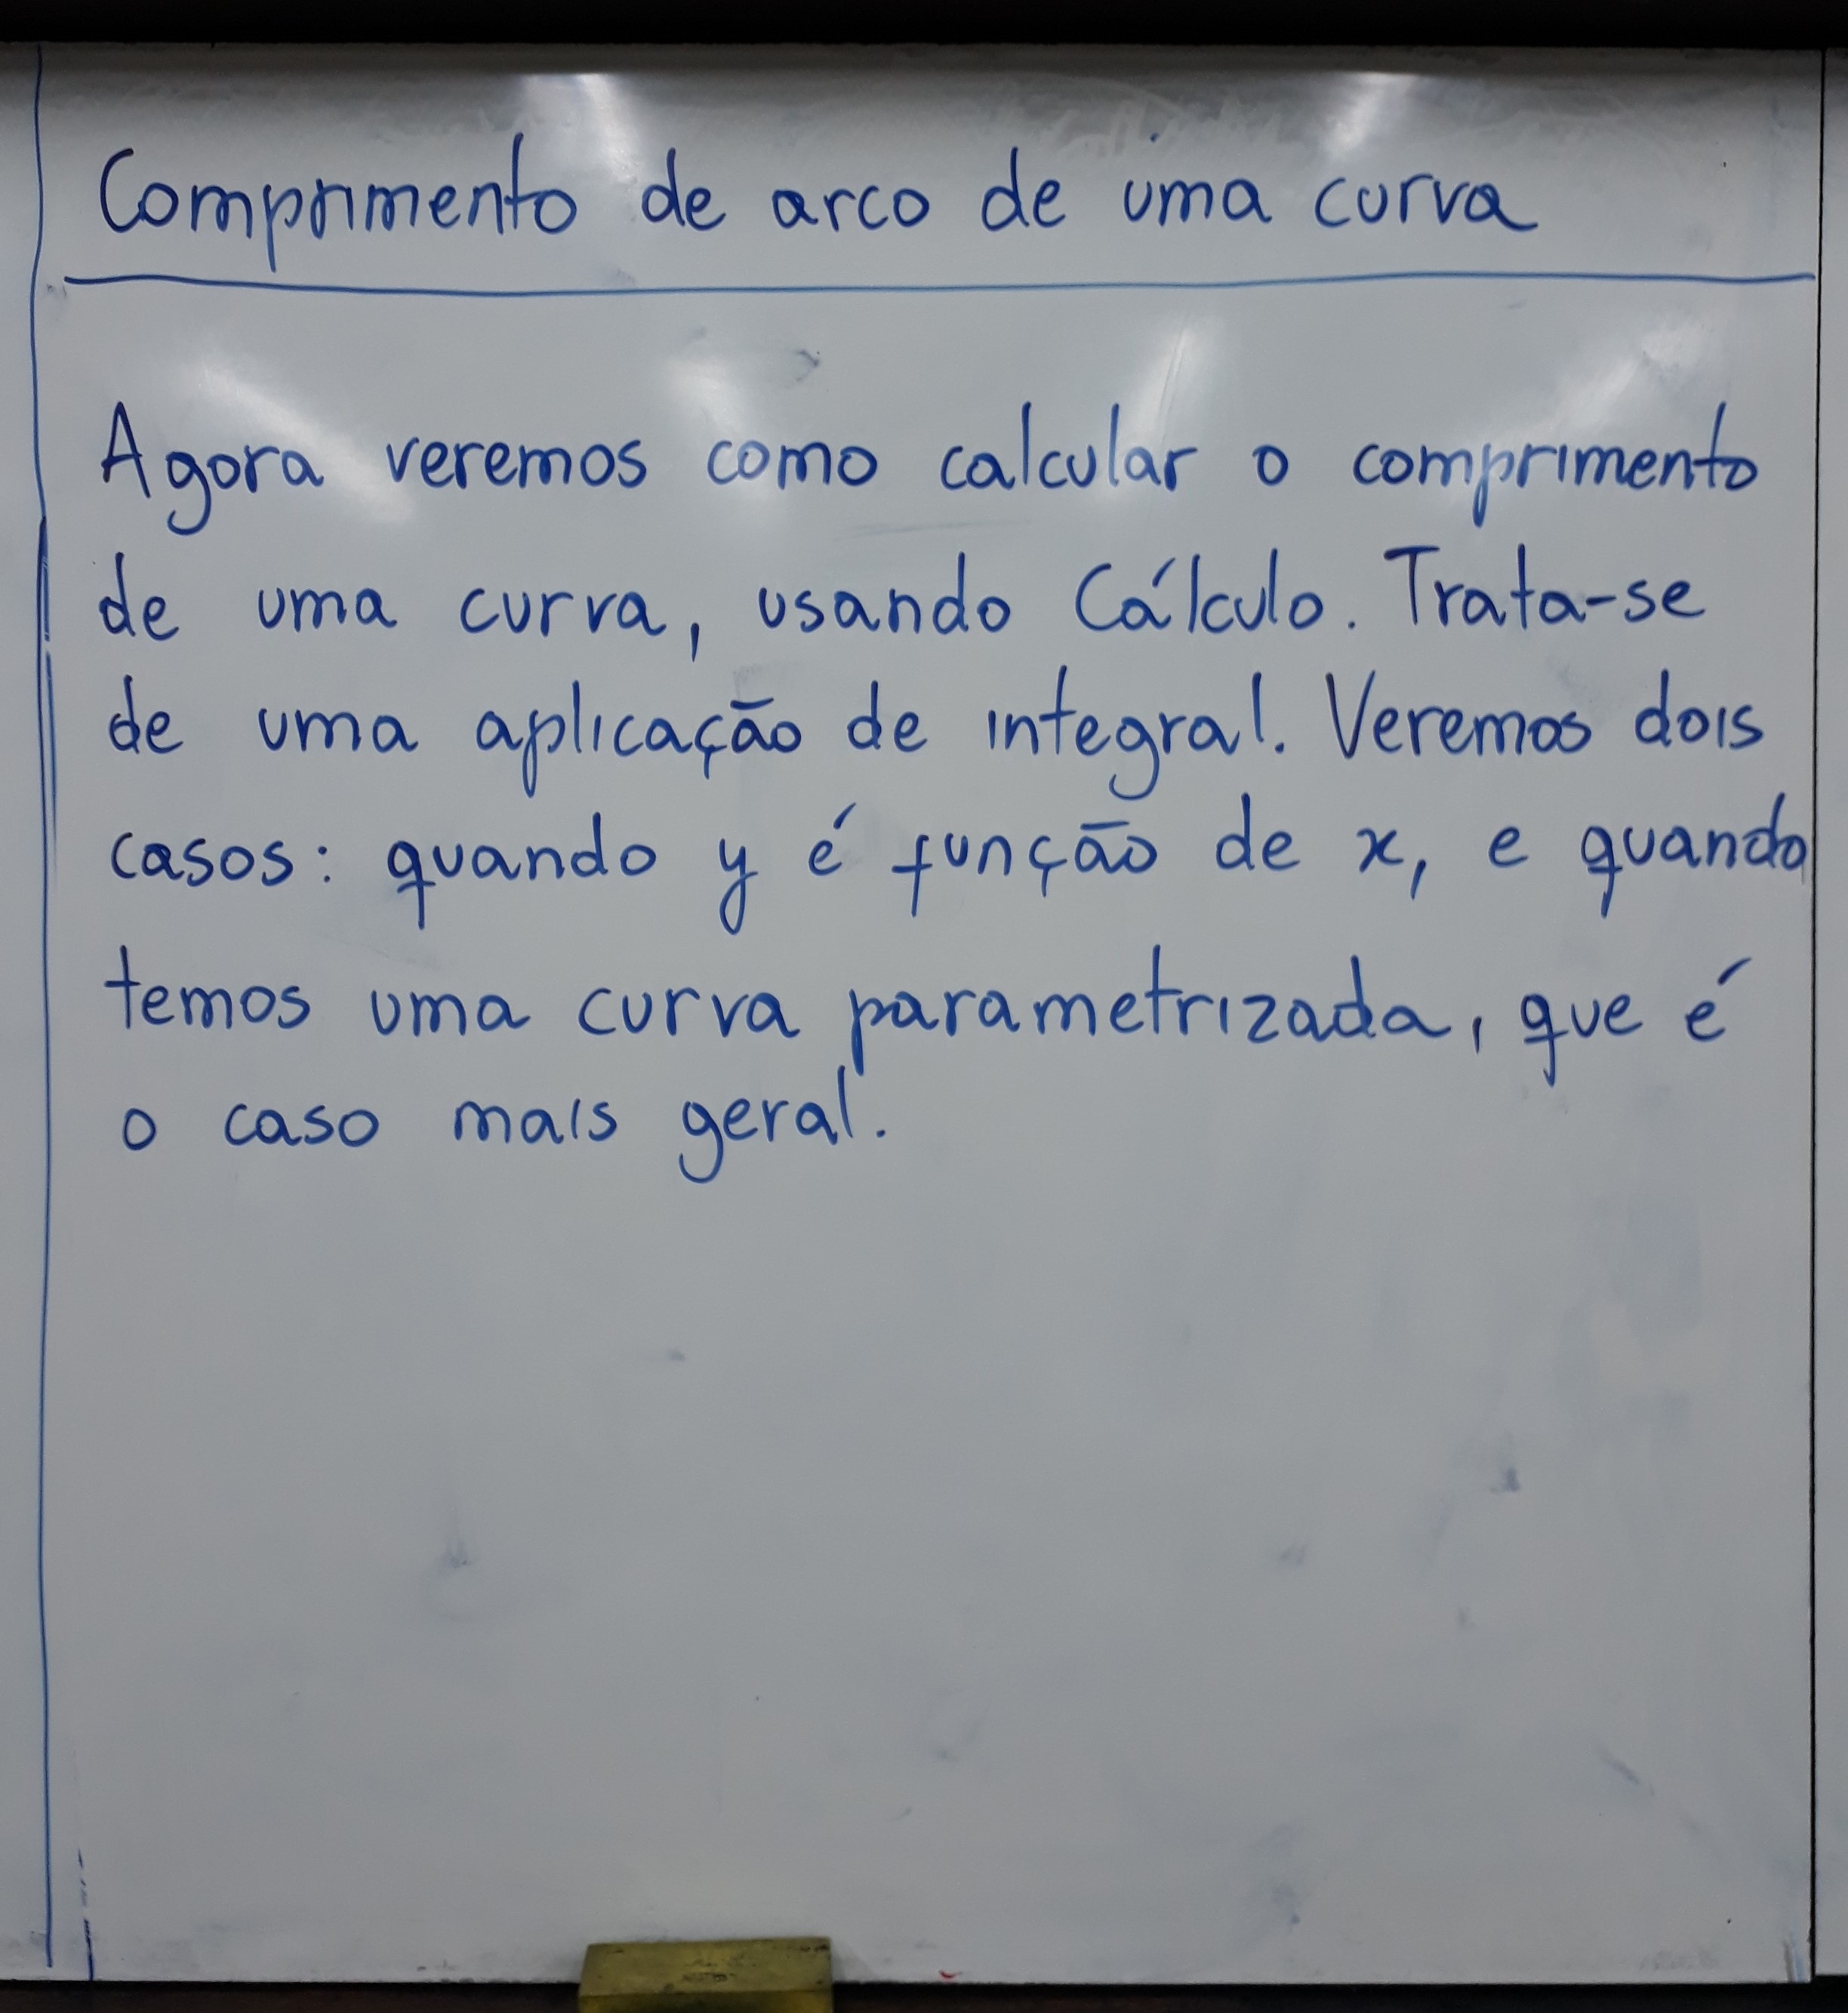 Comprimento de arco de uma curva
Agora veremos como calcular o comprimento
de uma curva, usando Cálculo. Trata-se
de uma aplicação de integral. Veremos dois
casos: quando y é função de x, e quando
temos uma curva parametrizada, que é
o caso mais geral.